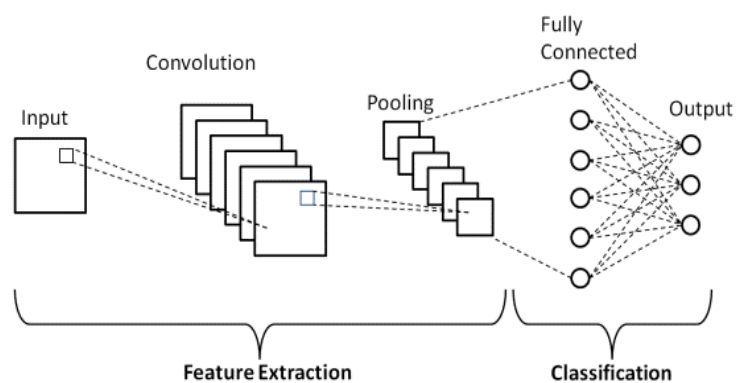 Input
Convolution
Pooling
Fully
Connected
Output
Feature Extraction
Classification